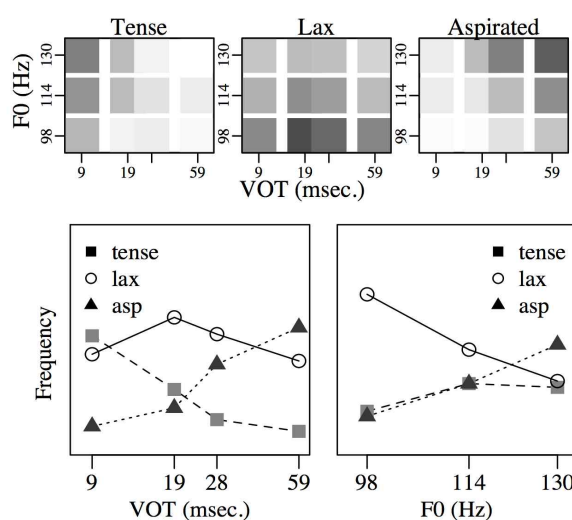 Tense Lax Aspirated
F0 (Hz)
130
114
98
130
114
98
130
114
98
9 19 59 9 19 59 9 19 59
VOT (msec.)
Frequency
tense
lax
asp
9 19 28 59
VOT (msec.)
tense
lax
asp
98 114 130
F0 (Hz)